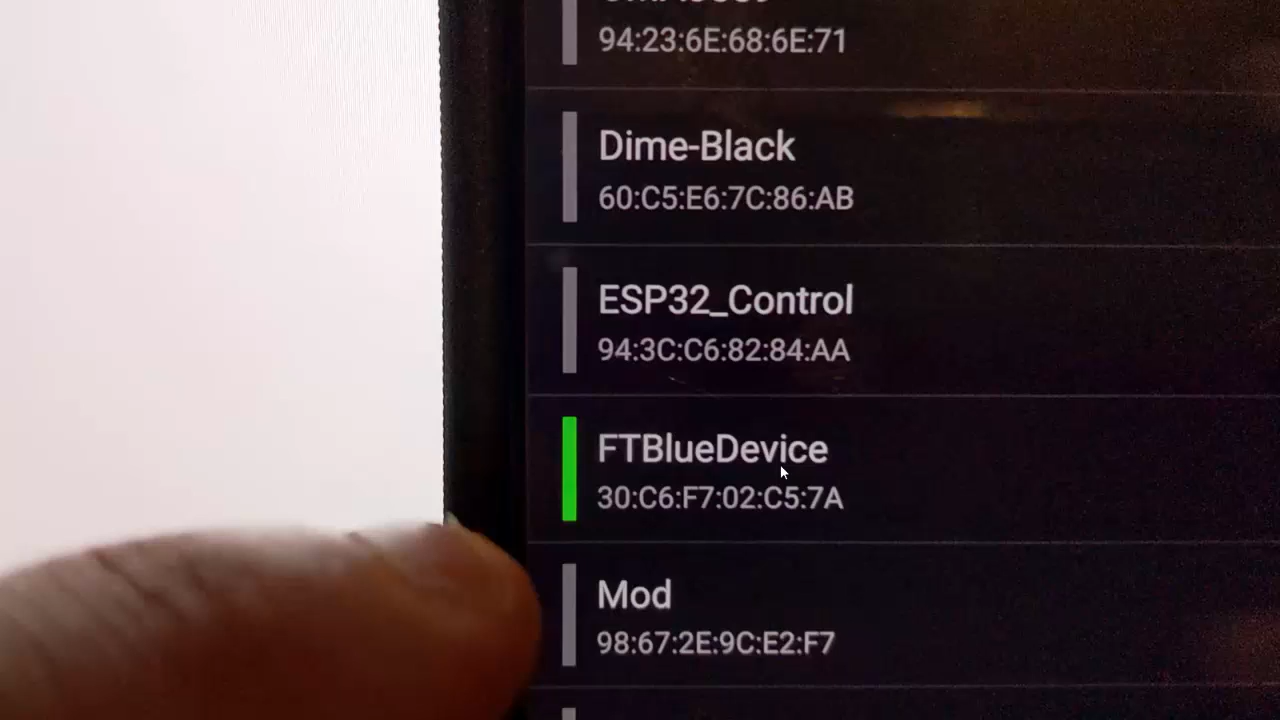 94:23:6E:68:6E:71
Dime-Black
60:C5:E6:7C:86:AB
ESP32_Control
94:3C:C6:82:84:AA
FTBlueDevice
30:C6:F7:02:C5:7A
Mod
98:67:2E:9C:E2:F7